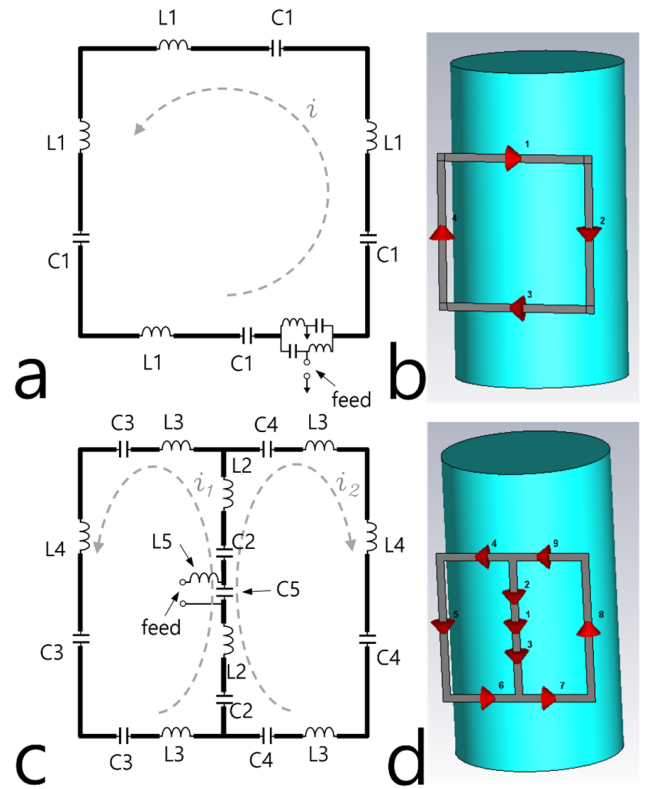 L1 C1
L1 L1
i
C1 C1
L1 C1
feed
a
1
2
3
4
b
C3 L3 C4 L3
L2
i1 i2
L4 L4
L5 C2
C5
feed
L2
C3 C4
C2
C3 L3 C4 L3
c
4 9
2
5 1 8
3
6 7
d